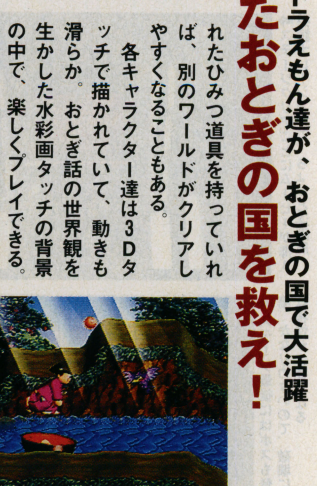 ラえもん達が、おとぎの国で大活躍
たおとぎの国を救え！
れたひみつ道具を持っていれ
ば、別のワールドがクリアし
やすくなることもある。
各キャラクター達は3Dタ
ッチで描かれていて、動きも
滑らか。おとぎ話の世界観を
生かした水彩画タッチの背景
の中で、楽しくプレイできる。